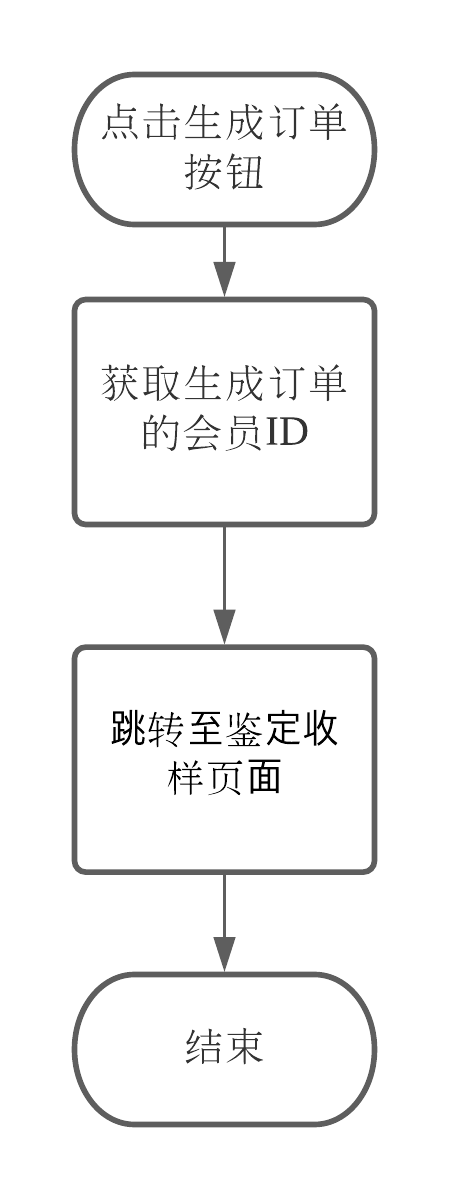 点击生成订单
按钮
获取生成订单
的会员ID
跳转至鉴定收
样页面
结束